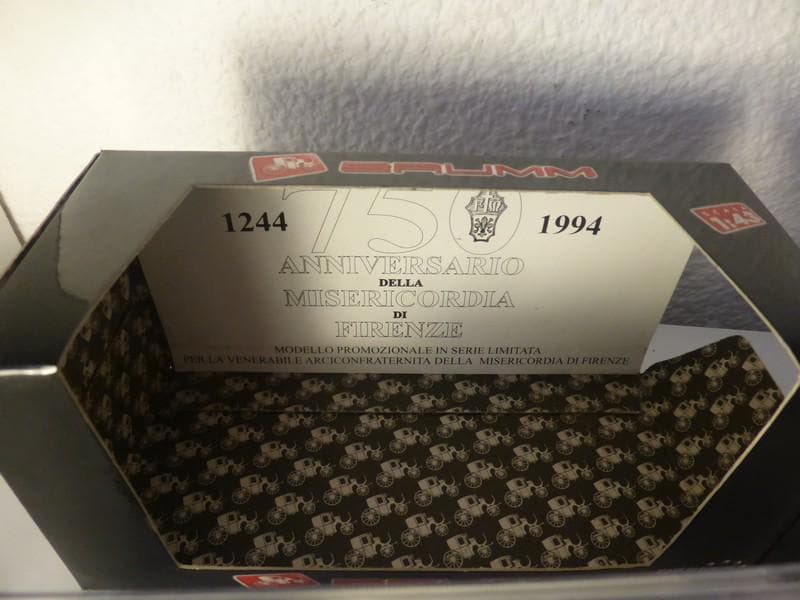 BRUMM
SCALA 1:43
1244 750 1994
ANNIVERSARIO
DELLA
MISERICORDIA
DI
FIRENZE
MODELLO PROMOZIONALE IN SERIE LIMITATA
PER LA VENERABILE ARCICONFRATERNITA DELLA MISERICORDIA DI FIRENZE